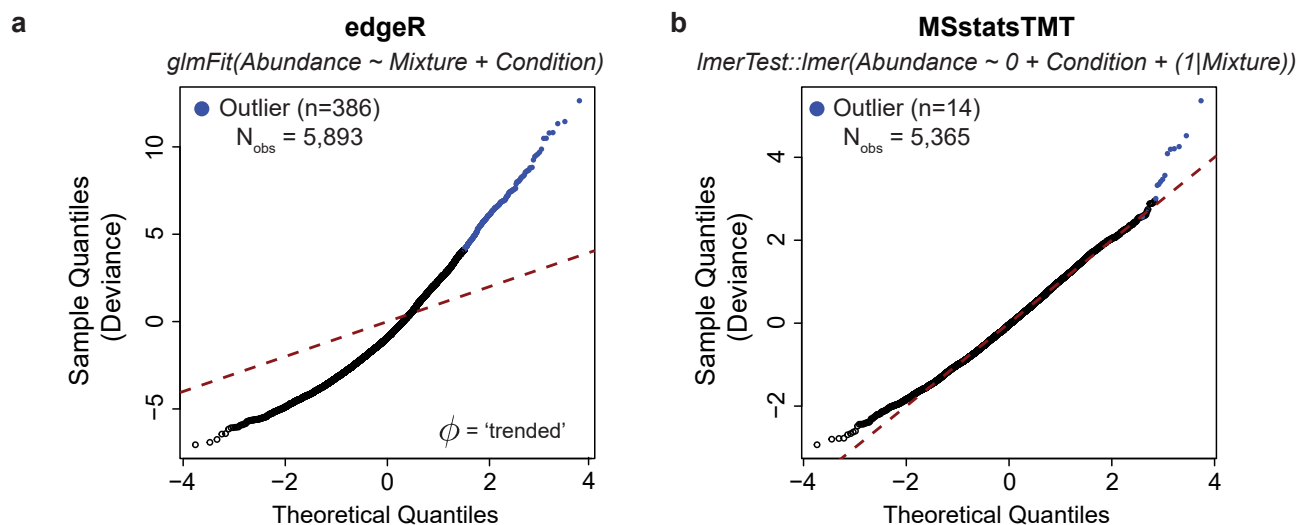 a
edgeR
glmFit(Abundance ~ Mixture + Condition)
Outlier (n=386)
N_obs = 5,893
10
5
0
−5
Sample Quantiles
(Deviance)
ϕ = ‘trended’
−4 −2 0 2 4
Theoretical Quantiles
b
MSstatsTMT
lmerTest::lmer(Abundance ~ 0 + Condition + (1|Mixture))
Outlier (n=14)
N_obs = 5,365
4
2
0
−2
Sample Quantiles
(Deviance)
−4 −2 0 2 4
Theoretical Quantiles